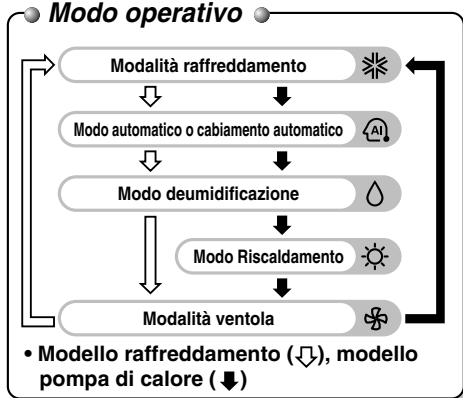 Modo operativo
Modalità raffreddamento
Modo automatico o cabiamento automatico
AI
Modo deumidificazione
Modo Riscaldamento
Modalità ventola
• Modello raffreddamento ( ⇩ ), modello
pompa di calore ( 🡇 )